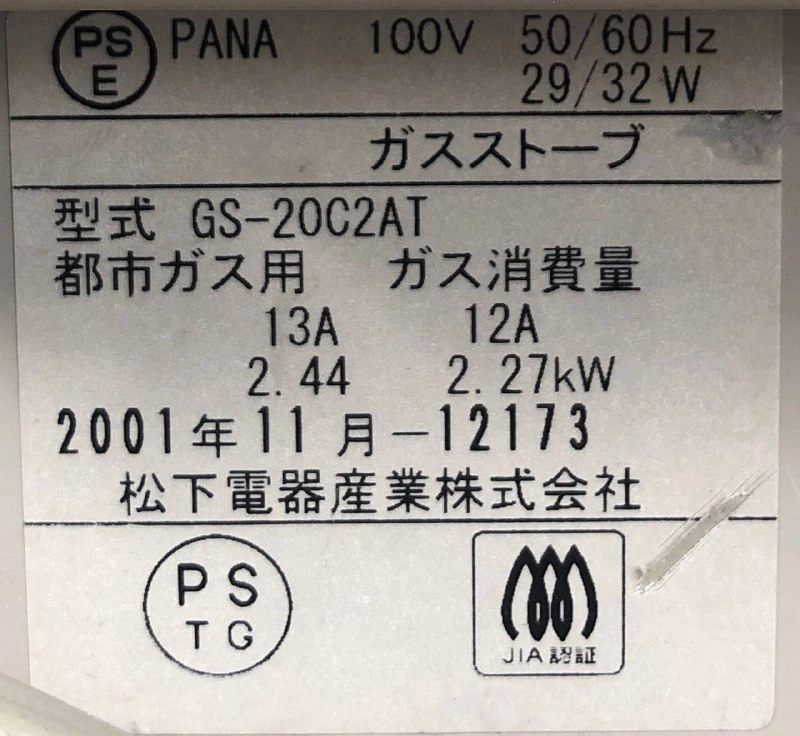 PS E PANA 100V 50/60Hz
29/32W
ガスストーブ
型式 GS-20C2AT
都市ガス用 ガス消費量
13A 12A
2.44 2.27kW
2001年11月-12173
松下電器産業株式会社
PS
TG
JIA認証